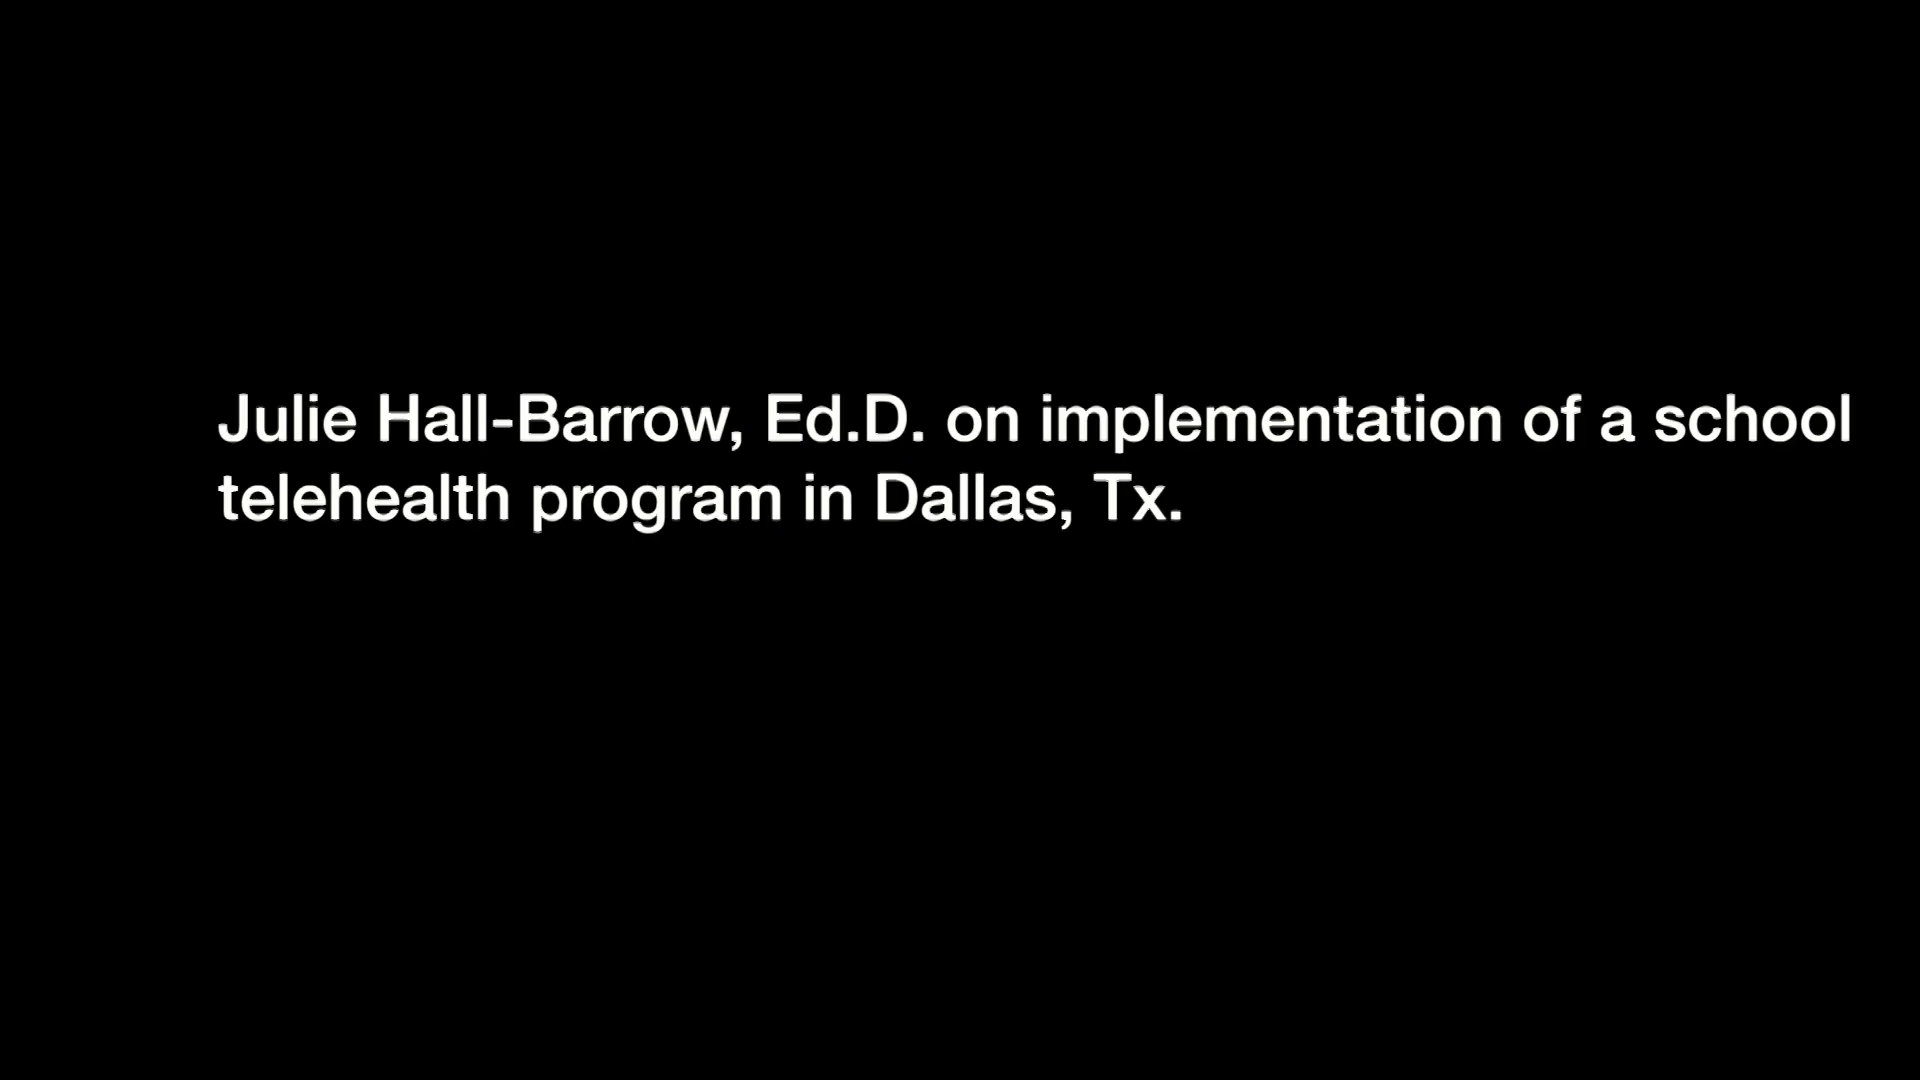 Julie Hall-Barrow, Ed.D. on implementation of a school
telehealth program in Dallas, Tx.